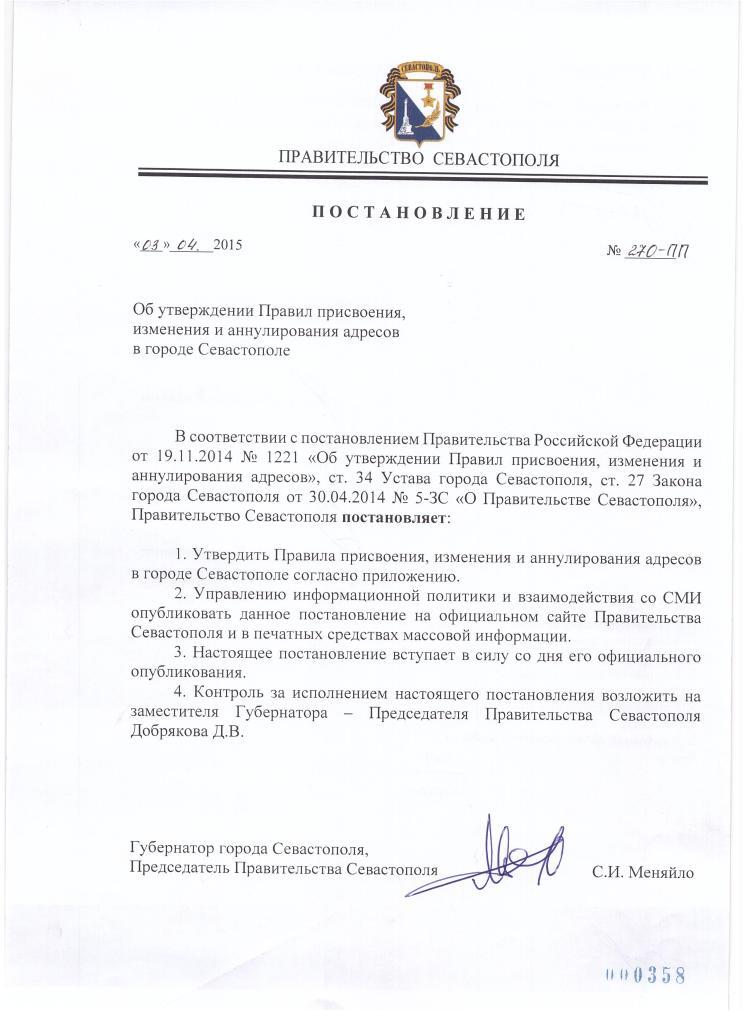 СЕВАСТОПОЛЬ
ПРАВИТЕЛЬСТВО СЕВАСТОПОЛЯ
ПОСТАНОВЛЕНИЕ
«03» 04. 2015
№ 270-ПП
Об утверждении Правил присвоения,
изменения и аннулирования адресов
в городе Севастополе
В соответствии с постановлением Правительства Российской Федерации
от 19.11.2014 № 1221 «Об утверждении Правил присвоения, изменения и
аннулирования адресов», ст. 34 Устава города Севастополя, ст. 27 Закона
города Севастополя от 30.04.2014 № 5-ЗС «О Правительстве Севастополя»,
Правительство Севастополя постановляет:
1. Утвердить Правила присвоения, изменения и аннулирования адресов
в городе Севастополе согласно приложению.
2. Управлению информационной политики и взаимодействия со СМИ
опубликовать данное постановление на официальном сайте Правительства
Севастополя и в печатных средствах массовой информации.
3. Настоящее постановление вступает в силу со дня его официального
опубликования.
4. Контроль за исполнением настоящего постановления возложить на
заместителя Губернатора – Председателя Правительства Севастополя
Добрякова Д.В.
Губернатор города Севастополя,
Председатель Правительства Севастополя
С.И. Меняйло
000358